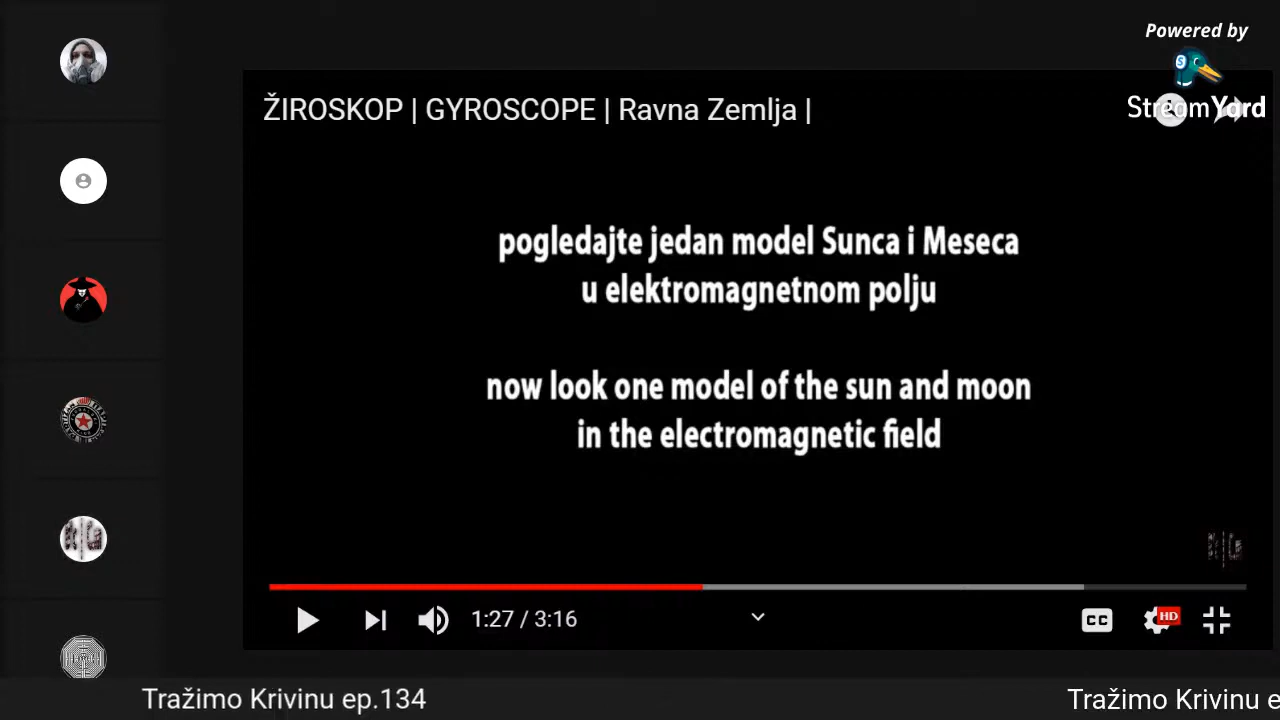 Powered by
StreamYard
ŽIROSKOP | GYROSCOPE | Ravna Zemlja |
pogledajte jedan model Sunca i Meseca
u elektromagnetnom polju
now look one model of the sun and moon
in the electromagnetic field
1:27 / 3:16
CC
HD
Tražimo Krivinu ep.134
Tražimo Krivinu e